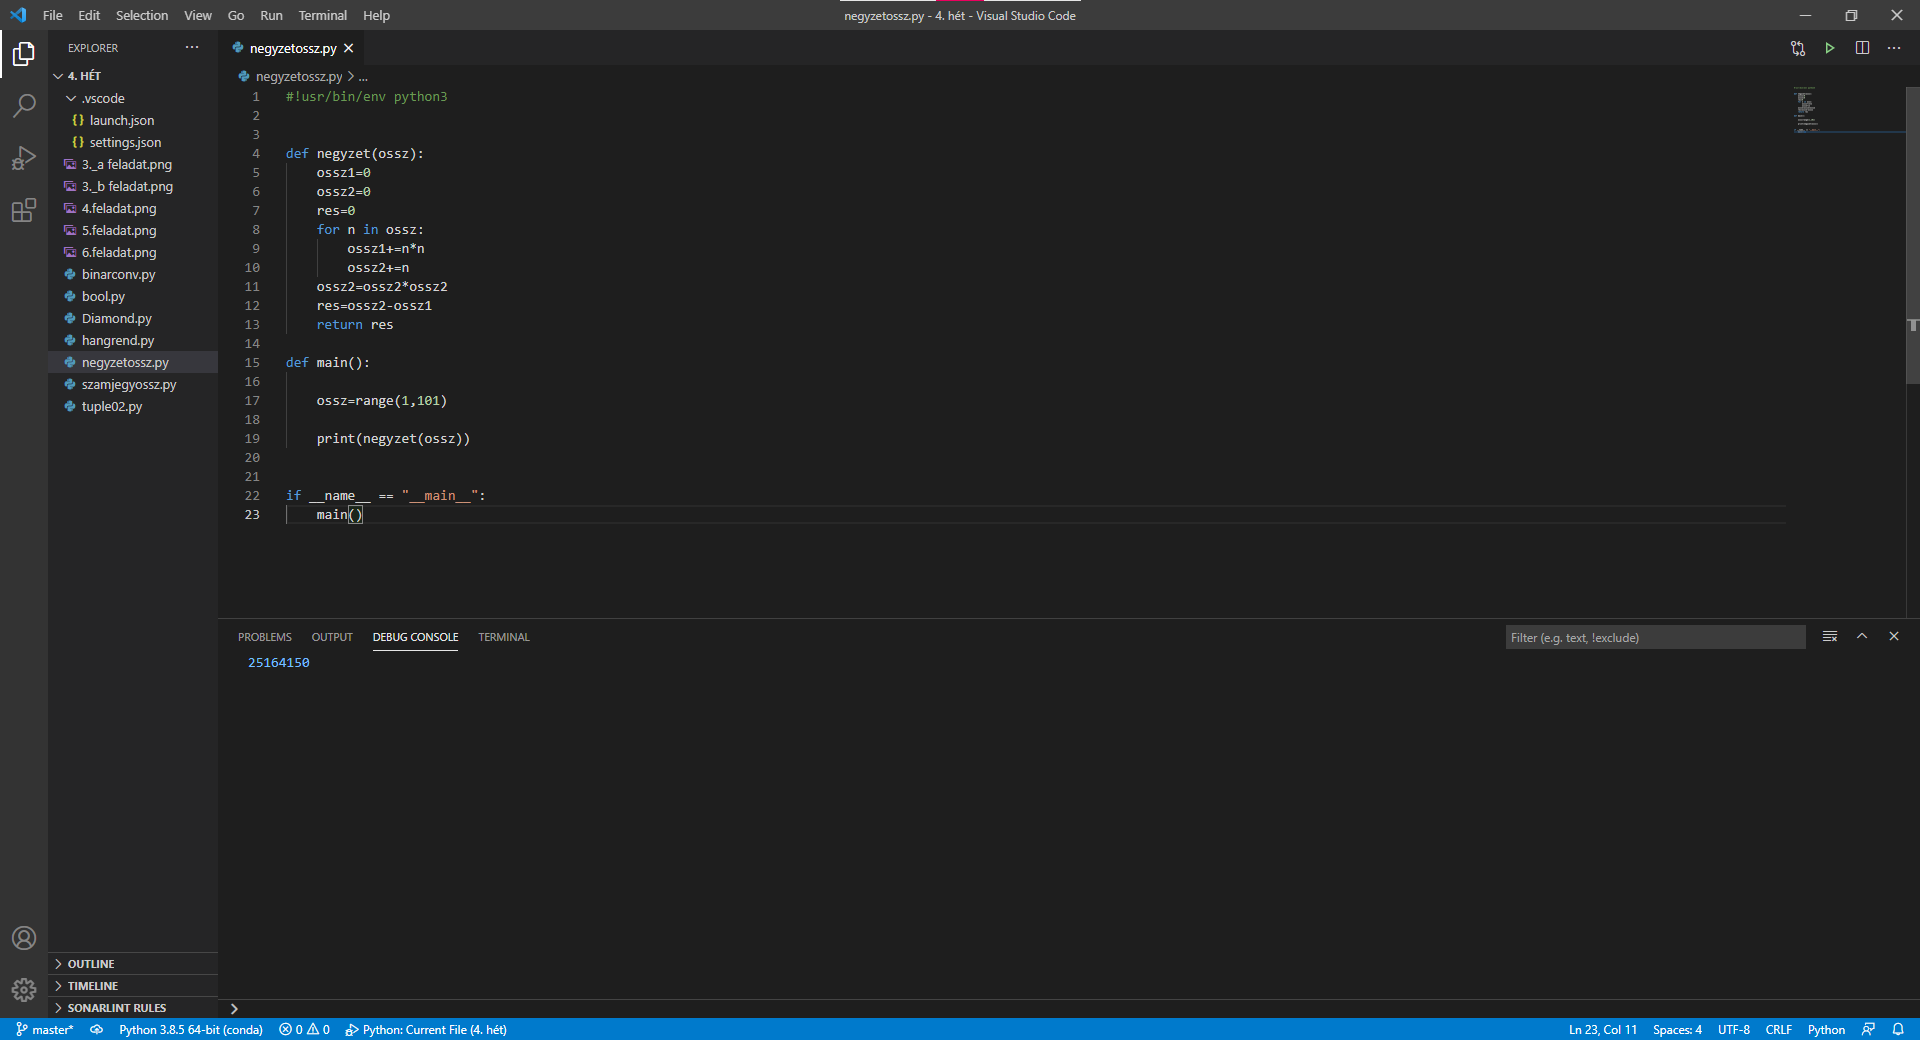 File Edit Selection View Go Run Terminal Help
negyzetossz.py - 4. hét - Visual Studio Code
EXPLORER
4. HÉT
.vscode
{} launch.json
{} settings.json
3._a feladat.png
3._b feladat.png
4.feladat.png
5.feladat.png
6.feladat.png
binarconv.py
bool.py
Diamond.py
hangrend.py
negyzetossz.py
szamjegyossz.py
tuple02.py
OUTLINE
TIMELINE
SONARLINT RULES
negyzetossz.py
negyzetossz.py > ...
1 #!usr/bin/env python3
2
3
4 def negyzet(ossz):
5 ossz1=0
6 ossz2=0
7 res=0
8 for n in ossz:
9 ossz1+=n*n
10 ossz2+=n
11 ossz2=ossz2*ossz2
12 res=ossz2-ossz1
13 return res
14
15 def main():
16
17 ossz=range(1,101)
18
19 print(negyzet(ossz))
20
21
22 if __name__ == "__main__":
23 main()
PROBLEMS OUTPUT DEBUG CONSOLE TERMINAL
Filter (e.g. text, !exclude)
25164150
master* Python 3.8.5 64-bit (conda) 0 0 Python: Current File (4. hét)
Ln 23, Col 11 Spaces: 4 UTF-8 CRLF Python